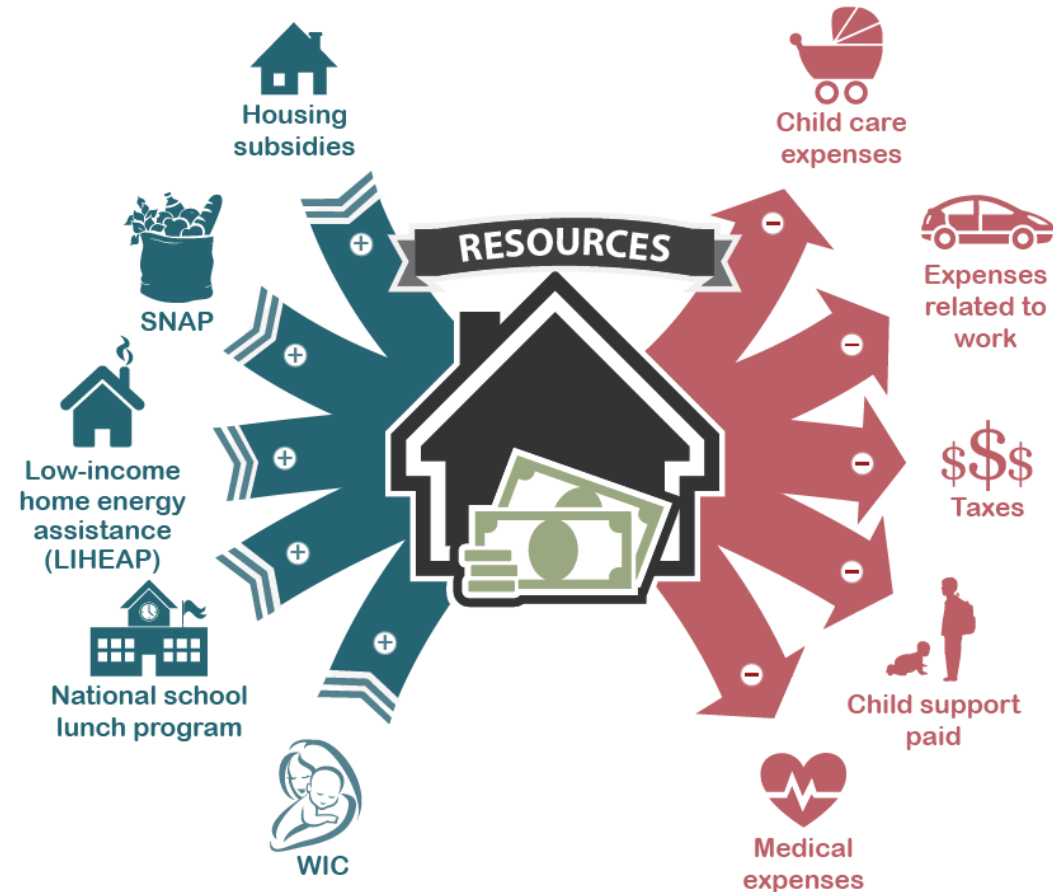 Housing
subsidies
SNAP
Low-income
home energy
assistance
(LIHEAP)
National school
lunch program
WIC
RESOURCES
Child care
expenses
Expenses
related to
work
$$$
Taxes
Child support
paid
Medical
expenses